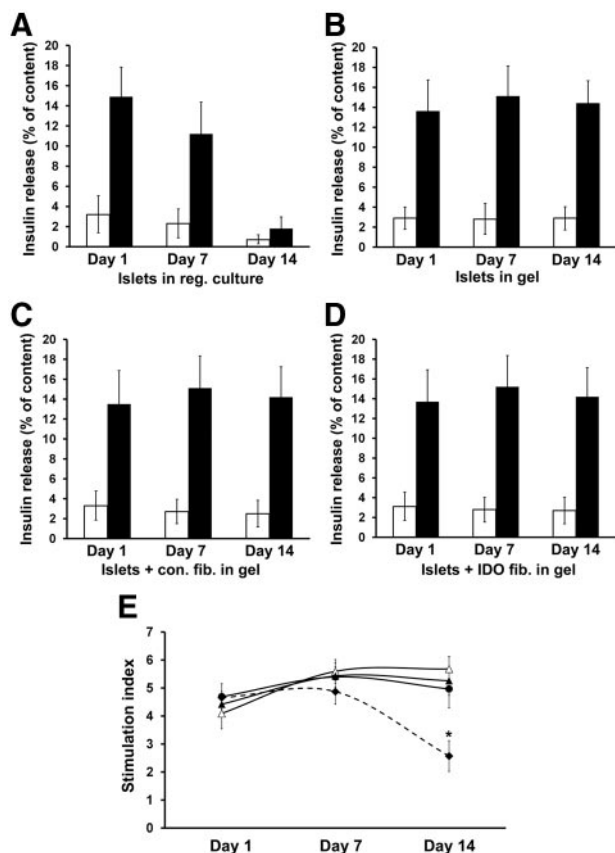 A
B
Insulin release (% of content)
20
18
16
14
12
10
8
6
4
2
0
Day 1 Day 7 Day 14
Islets in reg. culture
Insulin release (% of content)
20
18
16
14
12
10
8
6
4
2
0
Day 1 Day 7 Day 14
Islets in gel
C
D
Insulin release (% of content)
20
18
16
14
12
10
8
6
4
2
0
Day 1 Day 7 Day 14
Islets + con. fib. in gel
Insulin release (% of content)
20
18
16
14
12
10
8
6
4
2
0
Day 1 Day 7 Day 14
Islets + IDO fib. in gel
E
Stimulation index
7
6
5
4
3
2
1
0
*
Day 1 Day 7 Day 14